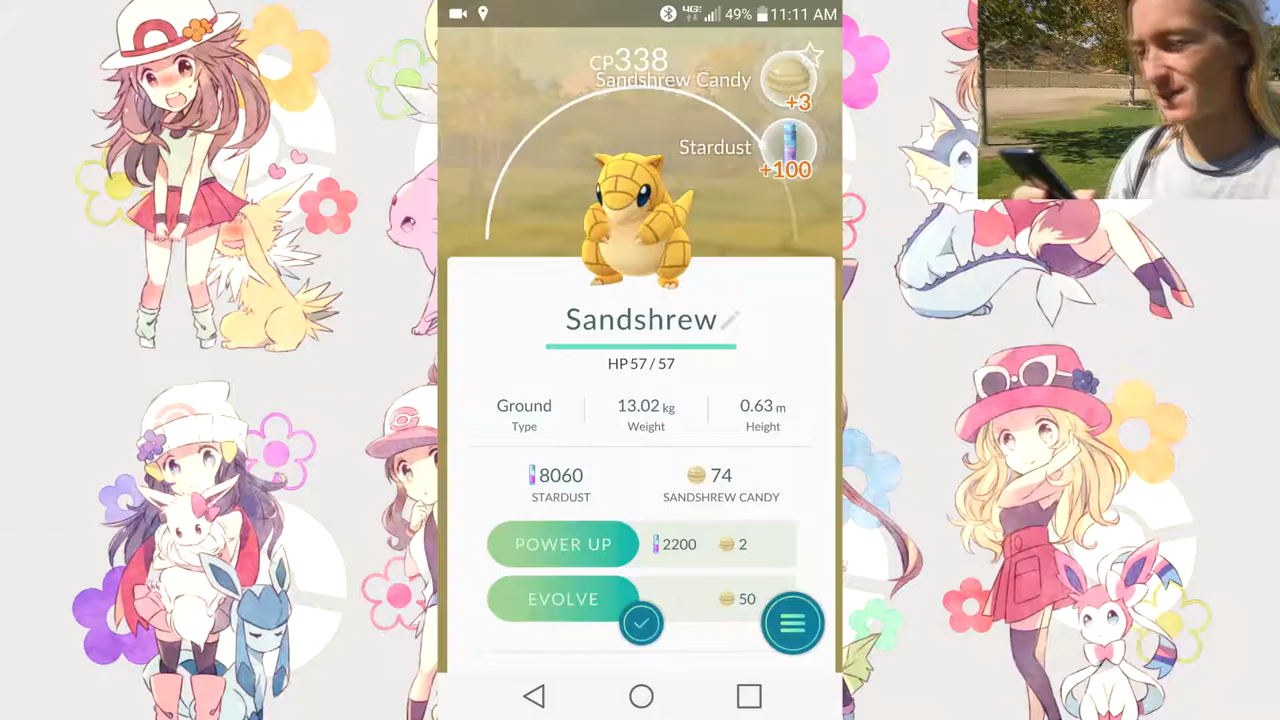 4G 49% 11:11 AM
CP338
Sandshrew Candy
+3
Stardust
+100
Sandshrew
HP 57 / 57
Ground 13.02 kg 0.63 m
Type Weight Height
8060 74
STARDUST SANDSHREW CANDY
POWER UP 2200 2
EVOLVE 50